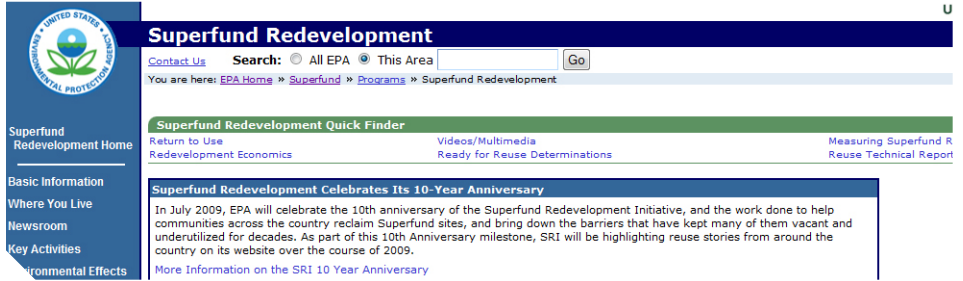 U
UNITED STATES
ENVIRONMENTAL PROTECTION AGENCY
Superfund Redevelopment
Contact Us Search: All EPA This Area Go
You are here: EPA Home » Superfund » Programs » Superfund Redevelopment
Superfund
Redevelopment Home
Basic Information
Where You Live
Newsroom
Key Activities
ironmental Effects
Superfund Redevelopment Quick Finder
Return to Use Videos/Multimedia Measuring Superfund R
Redevelopment Economics Ready for Reuse Determinations Reuse Technical Report
Superfund Redevelopment Celebrates Its 10-Year Anniversary
In July 2009, EPA will celebrate the 10th anniversary of the Superfund Redevelopment Initiative, and the work done to help
communities across the country reclaim Superfund sites, and bring down the barriers that have kept many of them vacant and
underutilized for decades. As part of this 10th Anniversary milestone, SRI will be highlighting reuse stories from around the
country on its website over the course of 2009.
More Information on the SRI 10 Year Anniversary